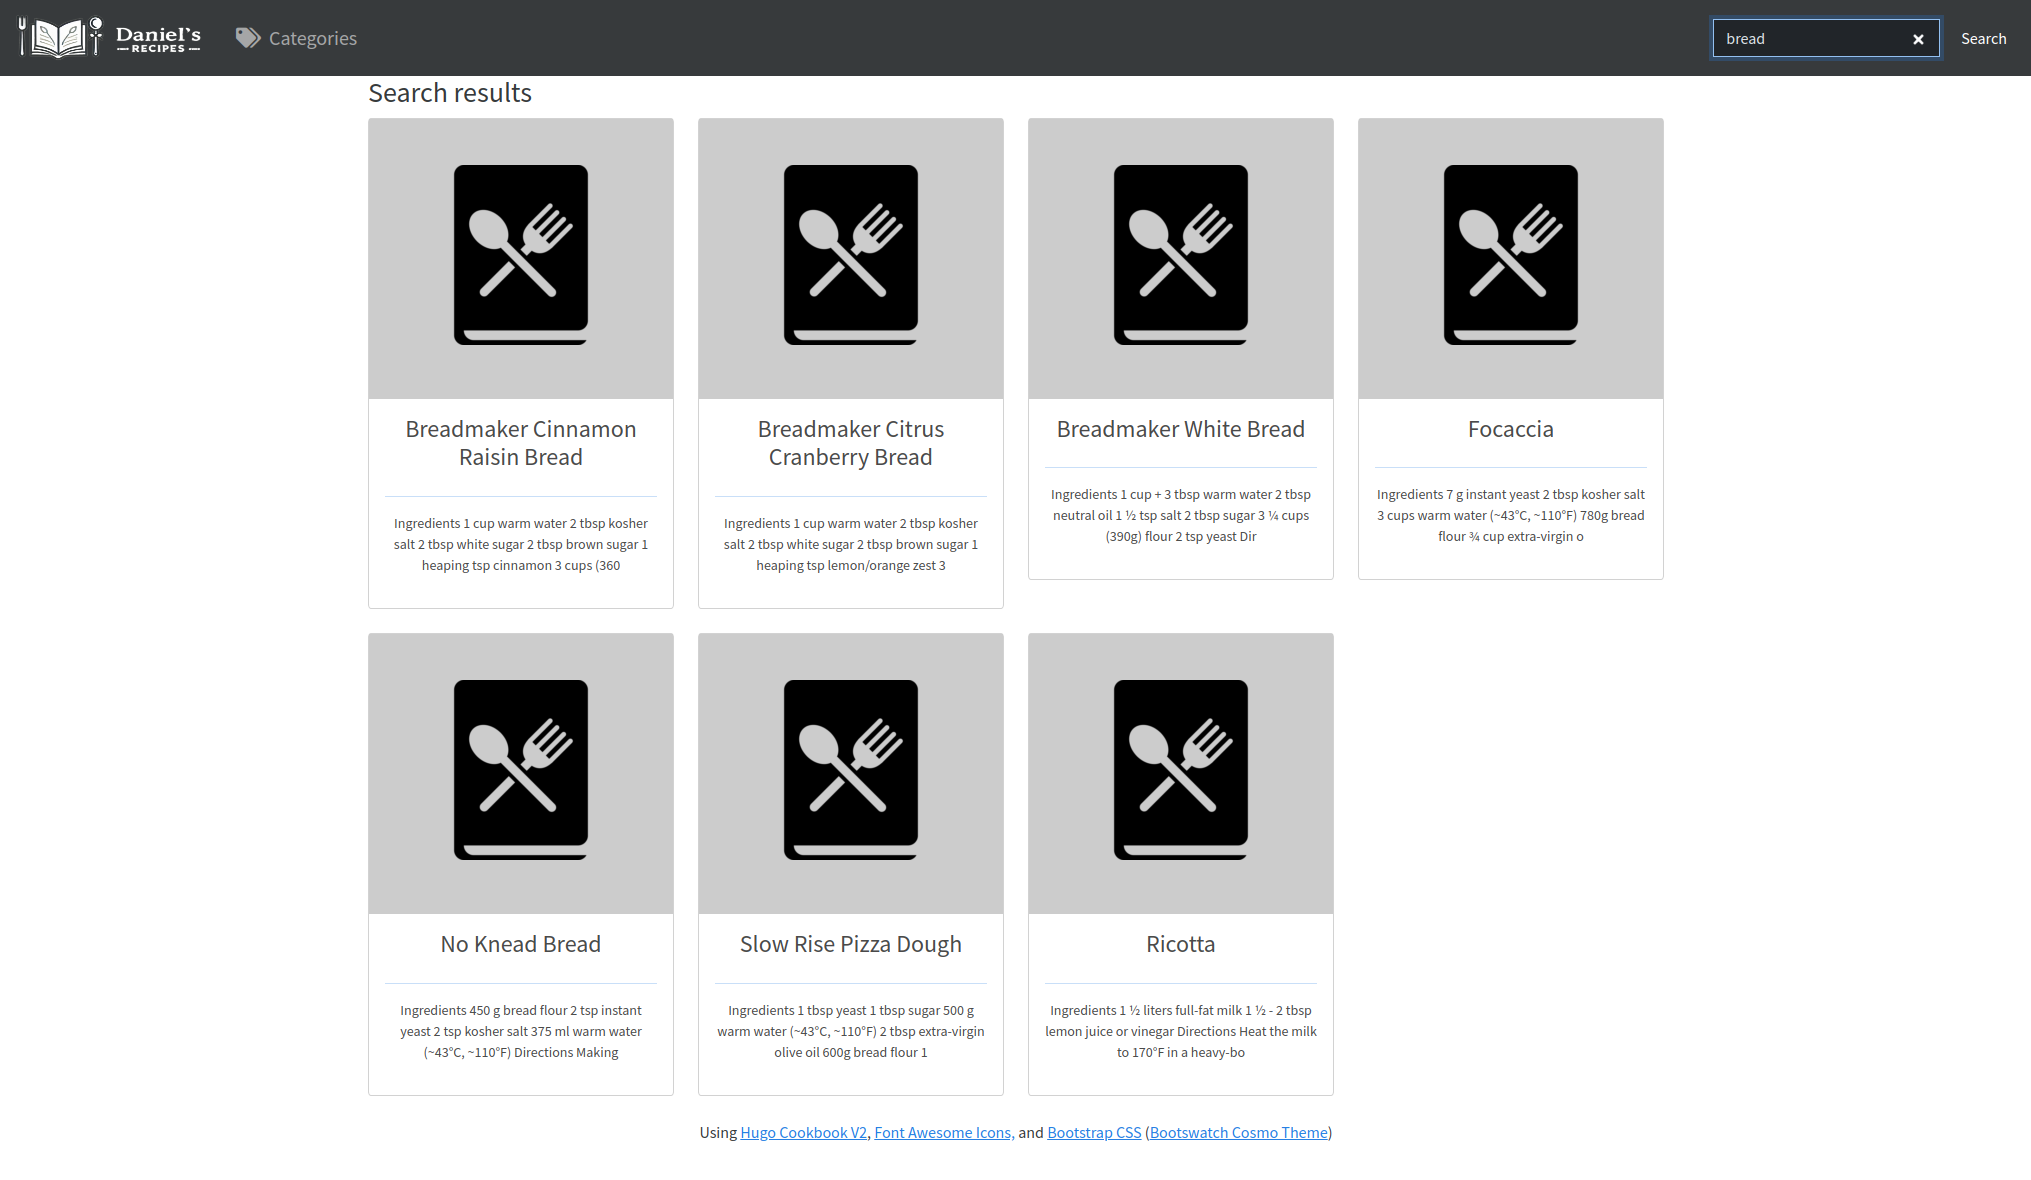 Daniel's
RECIPES
Categories
bread
Search
Search results
Breadmaker Cinnamon
Raisin Bread
Ingredients 1 cup warm water 2 tbsp kosher
salt 2 tbsp white sugar 2 tbsp brown sugar 1
heaping tsp cinnamon 3 cups (360
Breadmaker Citrus
Cranberry Bread
Ingredients 1 cup warm water 2 tbsp kosher
salt 2 tbsp white sugar 2 tbsp brown sugar 1
heaping tsp lemon/orange zest 3
Breadmaker White Bread
Ingredients 1 cup + 3 tbsp warm water 2 tbsp
neutral oil 1 ½ tsp salt 2 tbsp sugar 3 ¼ cups
(390g) flour 2 tsp yeast Dir
Focaccia
Ingredients 7 g instant yeast 2 tbsp kosher salt
3 cups warm water (~43°C, ~110°F) 780g bread
flour ¾ cup extra-virgin o
No Knead Bread
Ingredients 450 g bread flour 2 tsp instant
yeast 2 tsp kosher salt 375 ml warm water
(~43°C, ~110°F) Directions Making
Slow Rise Pizza Dough
Ingredients 1 tbsp yeast 1 tbsp sugar 500 g
warm water (~43°C, ~110°F) 2 tbsp extra-virgin
olive oil 600g bread flour 1
Ricotta
Ingredients 1 ½ liters full-fat milk 1 ½ - 2 tbsp
lemon juice or vinegar Directions Heat the milk
to 170°F in a heavy-bo
Using Hugo Cookbook V2, Font Awesome Icons, and Bootstrap CSS (Bootswatch Cosmo Theme)